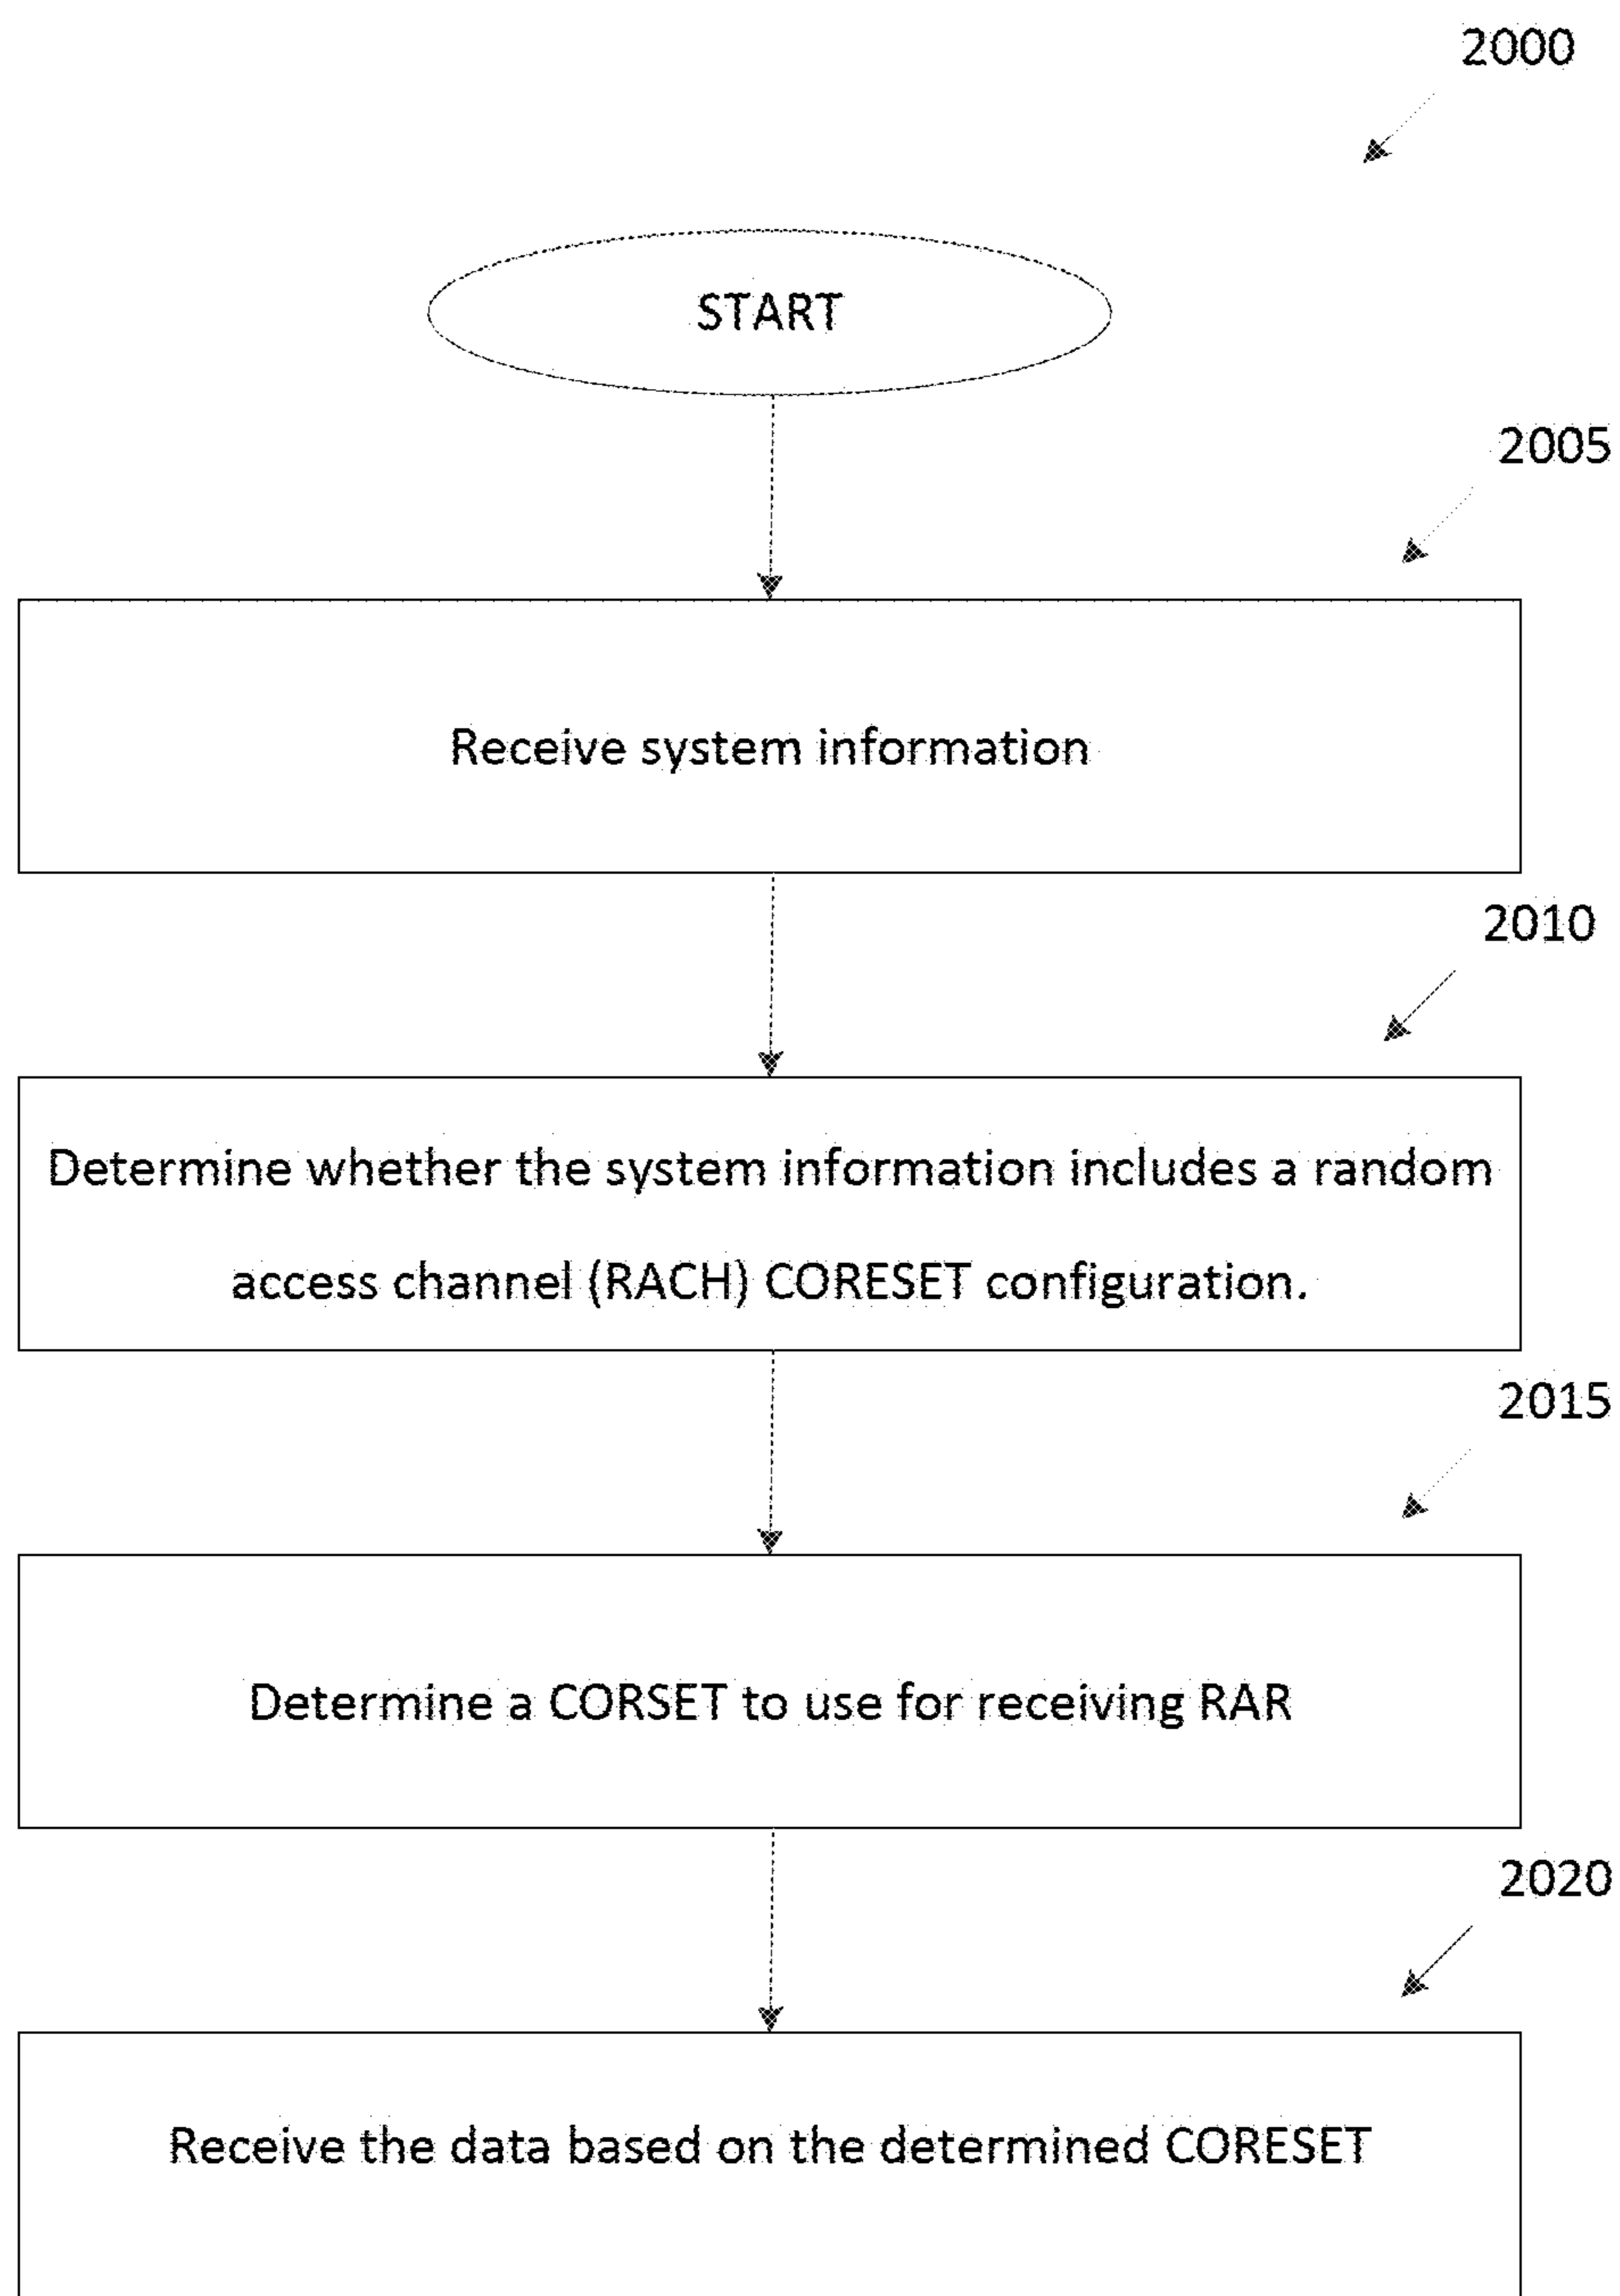 2000
START
2005
Receive system information
2010
Determine whether the system information includes a random
access channel (RACH) CORESET configuration.
2015
Determine a CORSET to use for receiving RAR
2020
Receive the data based on the determined CORESET